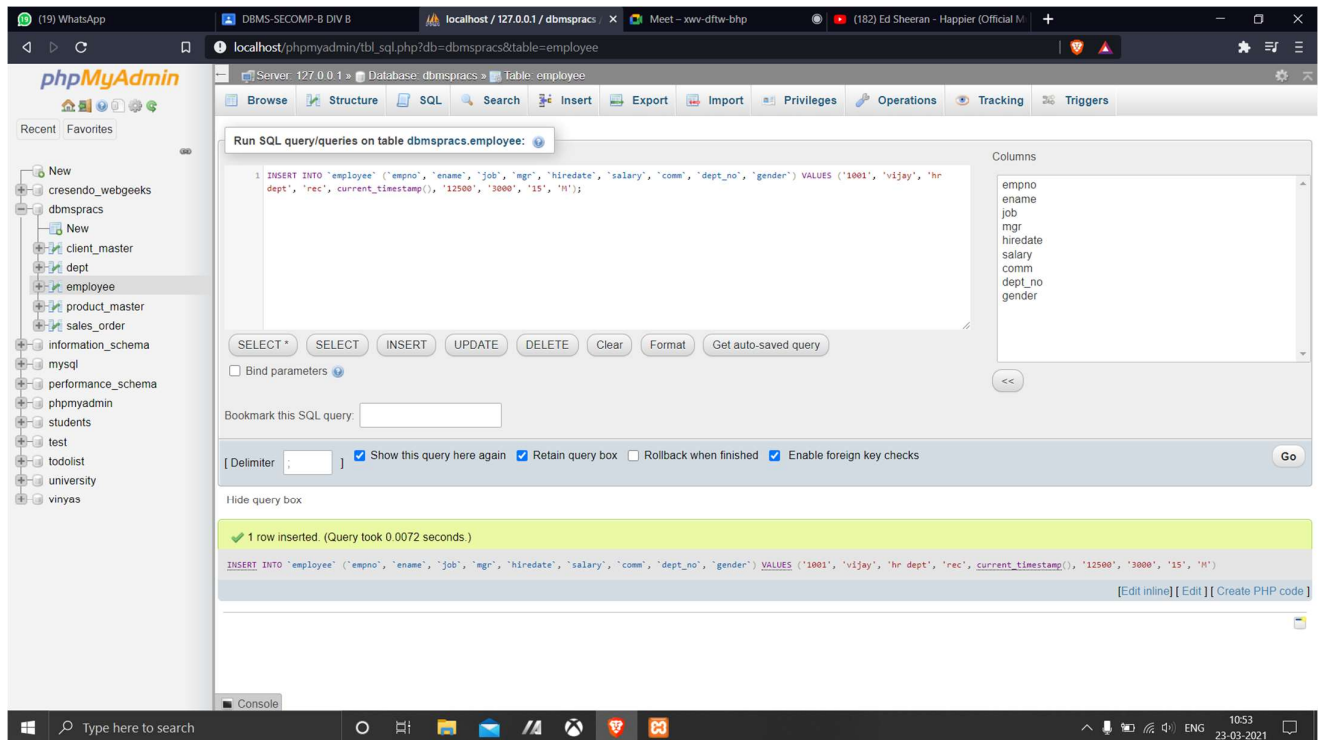 (19) WhatsApp
DBMS-SECOMP-B DIV B
localhost / 127.0.0.1 / dbmspracs /
Meet – xwv-dftw-bhp
(182) Ed Sheeran - Happier (Official M
localhost/phpmyadmin/tbl_sql.php?db=dbmspracs&table=employee
phpMyAdmin
Recent Favorites
New
cresendo_webgeeks
dbmspracs
New
client_master
dept
employee
product_master
sales_order
information_schema
mysql
performance_schema
phpmyadmin
students
test
todolist
university
vinyas
Server: 127.0.0.1 » Database: dbmspracs » Table: employee
Browse Structure SQL Search Insert Export Import Privileges Operations Tracking Triggers
Run SQL query/queries on table dbmspracs.employee:
1 INSERT INTO `employee` (`empno`, `ename`, `job`, `mgr`, `hiredate`, `salary`, `comm`, `dept_no`, `gender`) VALUES ('1001', 'vijay', 'hr
dept', 'rec', current_timestamp(), '12500', '3000', '15', 'M');
Columns
empno
ename
job
mgr
hiredate
salary
comm
dept_no
gender
<<
SELECT * SELECT INSERT UPDATE DELETE Clear Format Get auto-saved query
Bind parameters
Bookmark this SQL query:
[ Delimiter ; ] Show this query here again Retain query box Rollback when finished Enable foreign key checks Go
Hide query box
1 row inserted. (Query took 0.0072 seconds.)
INSERT INTO `employee` (`empno`, `ename`, `job`, `mgr`, `hiredate`, `salary`, `comm`, `dept_no`, `gender`) VALUES ('1001', 'vijay', 'hr dept', 'rec', current_timestamp(), '12500', '3000', '15', 'M')
[Edit inline] [ Edit ] [ Create PHP code ]
Console
Type here to search
ENG
10:53
23-03-2021